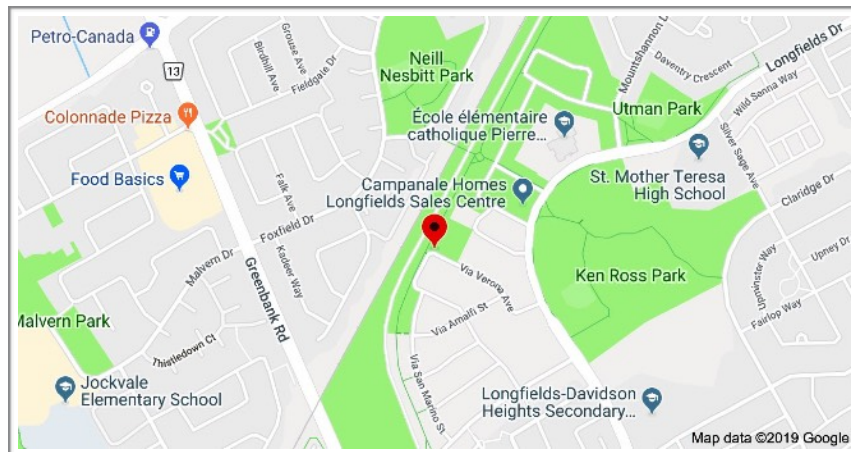 Petro-Canada
13
Birdhill Ave
Grouse Ave
Fieldgate Dr
Neill
Nesbitt Park
Mountshannon
Daventry Crescent
Longfields Dr
Colonnade Pizza
École élémentaire
catholique Pierre...
Utman Park
Wild Senna Way
Silver Sage Ave
Food Basics
Campanale Homes
Longfields Sales Centre
St. Mother Teresa
High School
Claridge Dr
Falk Ave
Foxfield Dr
Kadeer Way
Malvern Dr
Greenbank Rd
Via Verona Ave
Ken Ross Park
Upminster Way
Upney Dr
Fairlop Way
Malvern Park
Via Amalfi St
Thistledown Ct
Via San Marino St
Jockvale
Elementary School
Longfields-Davidson
Heights Secondary...
Map data ©2019 Google